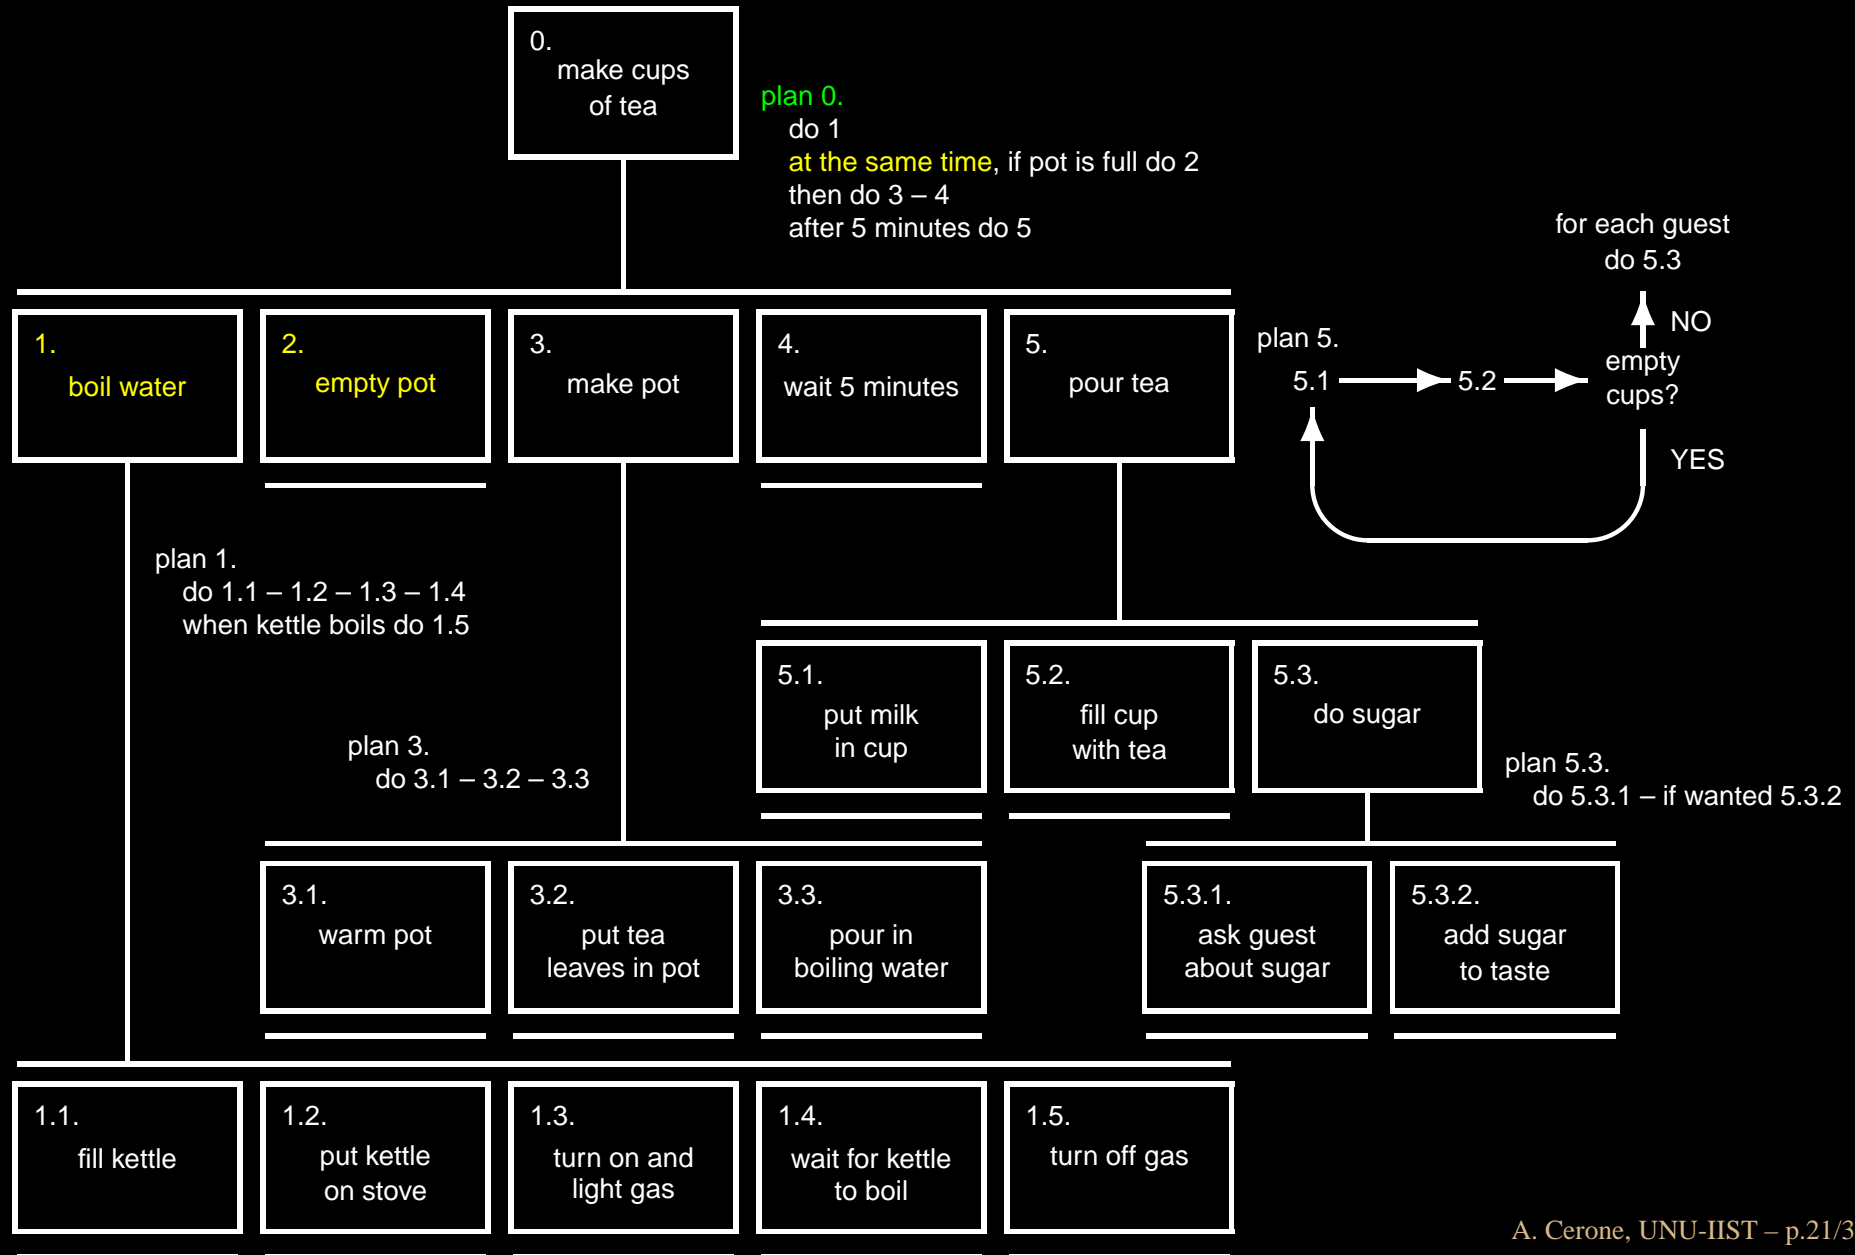 0.
make cups
of tea
plan 0.
do 1
at the same time, if pot is full do 2
then do 3 – 4
after 5 minutes do 5
for each guest
do 5.3
NO
1.
boil water
2.
empty pot
3.
make pot
4.
wait 5 minutes
5.
pour tea
plan 5.
5.1
5.2
empty
cups?
YES
plan 1.
do 1.1 – 1.2 – 1.3 – 1.4
when kettle boils do 1.5
5.1.
put milk
in cup
5.2.
fill cup
with tea
5.3.
do sugar
plan 3.
do 3.1 – 3.2 – 3.3
plan 5.3.
do 5.3.1 – if wanted 5.3.2
3.1.
warm pot
3.2.
put tea
leaves in pot
3.3.
pour in
boiling water
5.3.1.
ask guest
about sugar
5.3.2.
add sugar
to taste
1.1.
fill kettle
1.2.
put kettle
on stove
1.3.
turn on and
light gas
1.4.
wait for kettle
to boil
1.5.
turn off gas
A. Cerone, UNU-IIST – p.21/3